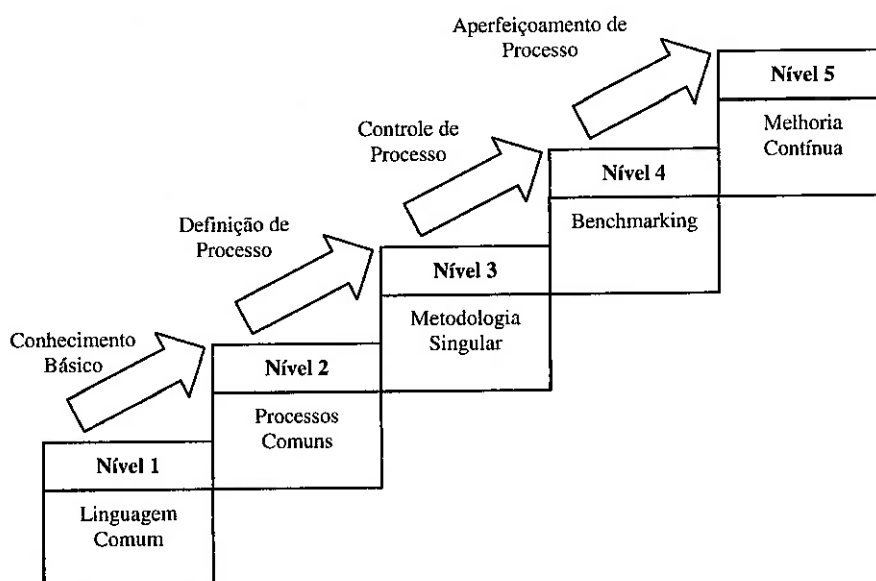 Aperfeiçoamento de
Processo
Nível 5
Melhoria
Contínua
Controle de
Processo
Nível 4
Benchmarking
Definição de
Processo
Nível 3
Metodologia
Singular
Conhecimento
Básico
Nível 2
Processos
Comuns
Nível 1
Linguagem
Comum